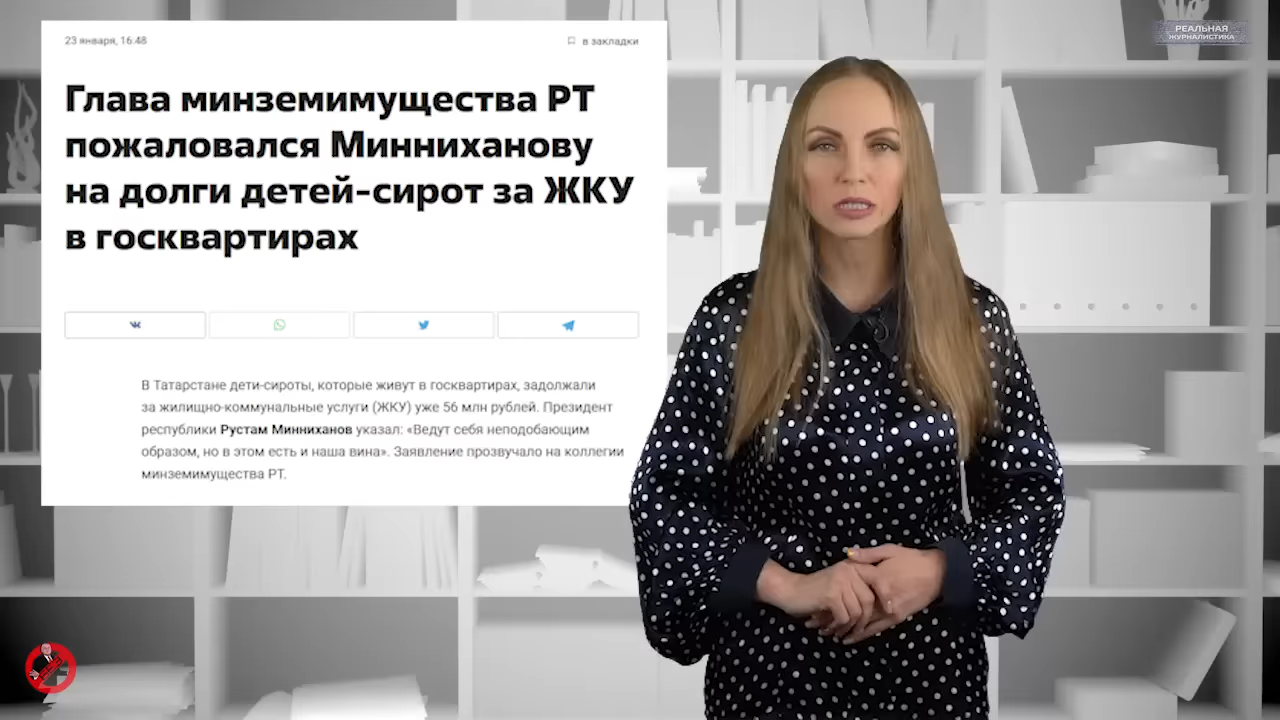 23 января, 16:48
в закладки
РЕАЛЬНАЯ
ЖУРНАЛИСТИКА
Глава минземимущества РТ
пожаловался Минниханову
на долги детей-сирот за ЖКУ
в госквартирах
В Татарстане дети-сироты, которые живут в госквартирах, задолжали
за жилищно-коммунальные услуги (ЖКУ) уже 56 млн рублей. Президент
республики Рустам Минниханов указал: «Ведут себя неподобающим
образом, но в этом есть и наша вина». Заявление прозвучало на коллегии
минземимущества РТ.